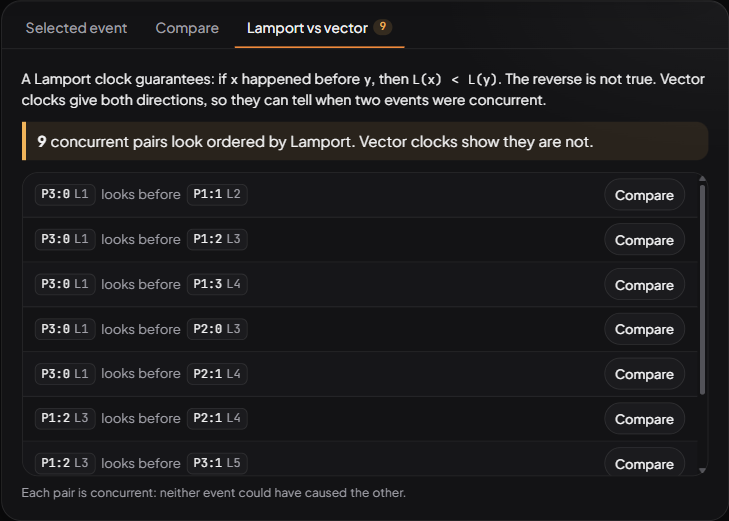 Selected event Compare Lamport vs vector 9
A Lamport clock guarantees: if x happened before y, then L(x) < L(y). The reverse is not true. Vector
clocks give both directions, so they can tell when two events were concurrent.
9 concurrent pairs look ordered by Lamport. Vector clocks show they are not.
P3:0 L1 looks before P1:1 L2 Compare
P3:0 L1 looks before P1:2 L3 Compare
P3:0 L1 looks before P1:3 L4 Compare
P3:0 L1 looks before P2:0 L3 Compare
P3:0 L1 looks before P2:1 L4 Compare
P1:2 L3 looks before P2:1 L4 Compare
P1:2 L3 looks before P3:1 L5 Compare
Each pair is concurrent: neither event could have caused the other.